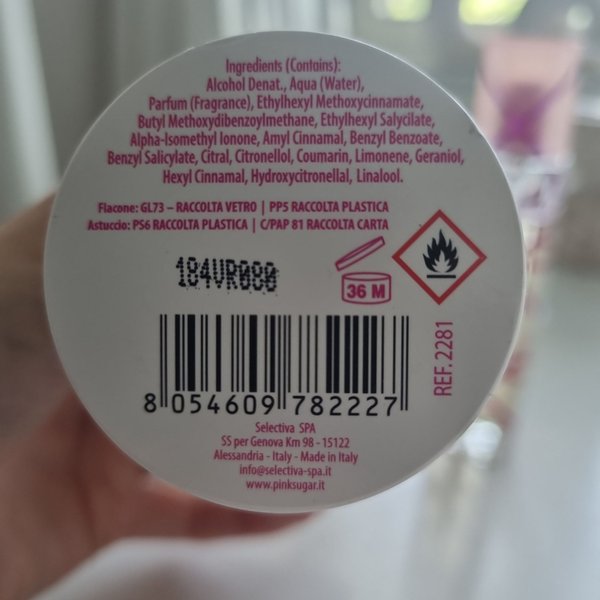 Ingredients (Contains):
Alcohol Denat., Aqua (Water),
Parfum (Fragrance), Ethylhexyl Methoxycinnamate,
Butyl Methoxydibenzoylmethane, Ethylhexyl Salycilate,
Alpha-Isomethyl Ionone, Amyl Cinnamal, Benzyl Benzoate,
Benzyl Salicylate, Citral, Citronellol, Coumarin, Limonene, Geraniol,
Hexyl Cinnamal, Hydroxycitronellal, Linalool.
Flacone: GL73 – RACCOLTA VETRO | PP5 RACCOLTA PLASTICA
Astuccio: PS6 RACCOLTA PLASTICA | C/PAP 81 RACCOLTA CARTA
184VR080
36 M
REF. 2281
8 054609 782227
Selectiva SPA
SS per Genova Km 98 - 15122
Alessandria - Italy - Made in Italy
info@selectiva-spa.it
www.pinksugar.it